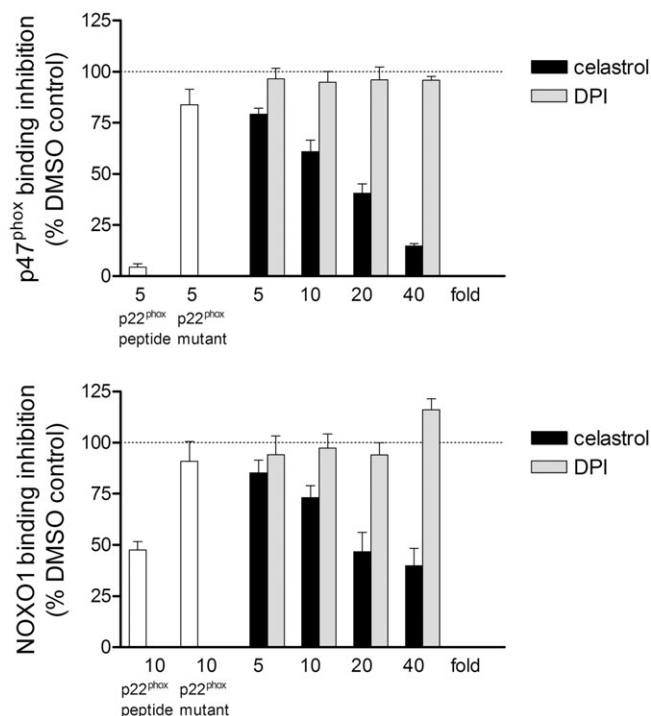 p47phox binding inhibition
(% DMSO control)
125
100
75
50
25
0
5 5 5 10 20 40 fold
p22phox p22phox
peptide mutant
celastrol
DPI
NOXO1 binding inhibition
(% DMSO control)
125
100
75
50
25
0
10 10 5 10 20 40 fold
p22phox p22phox
peptide mutant
celastrol
DPI